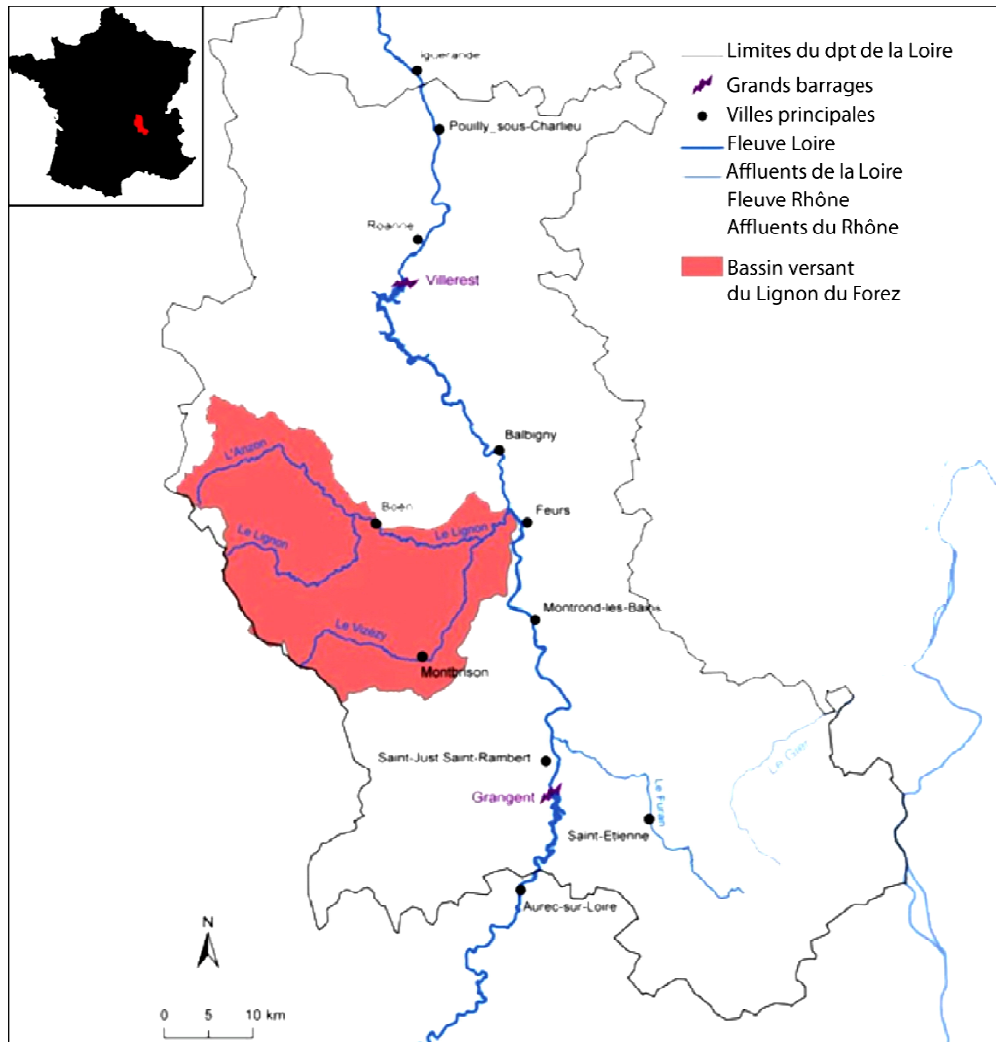 Limites du dpt de la Loire
Grands barrages
Villes principales
Fleuve Loire
Affluents de la Loire
Fleuve Rhône
Affluents du Rhône
Bassin versant
du Lignon du Forez
Iguerande
Pouilly_sous-Charlieu
Roanne
Villerest
Balbigny
L'Anzon
Boën
Le Lignon
Feurs
Le Lignon
Montrond-les-Bains
Le Vizézy
Montbrison
Saint-Just Saint-Rambert
Grangent
Le Gier
Le Furan
Saint-Etienne
Aurec-sur-Loire
N
0 5 10 km